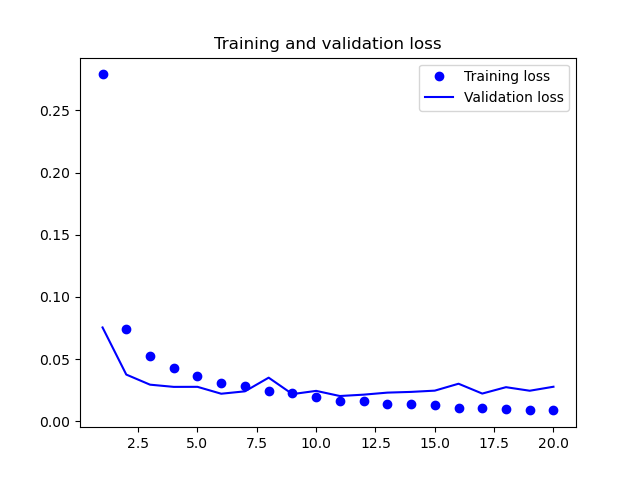 Training and validation loss
Training loss
Validation loss
0.25
0.20
0.15
0.10
0.05
0.00
2.5 5.0 7.5 10.0 12.5 15.0 17.5 20.0